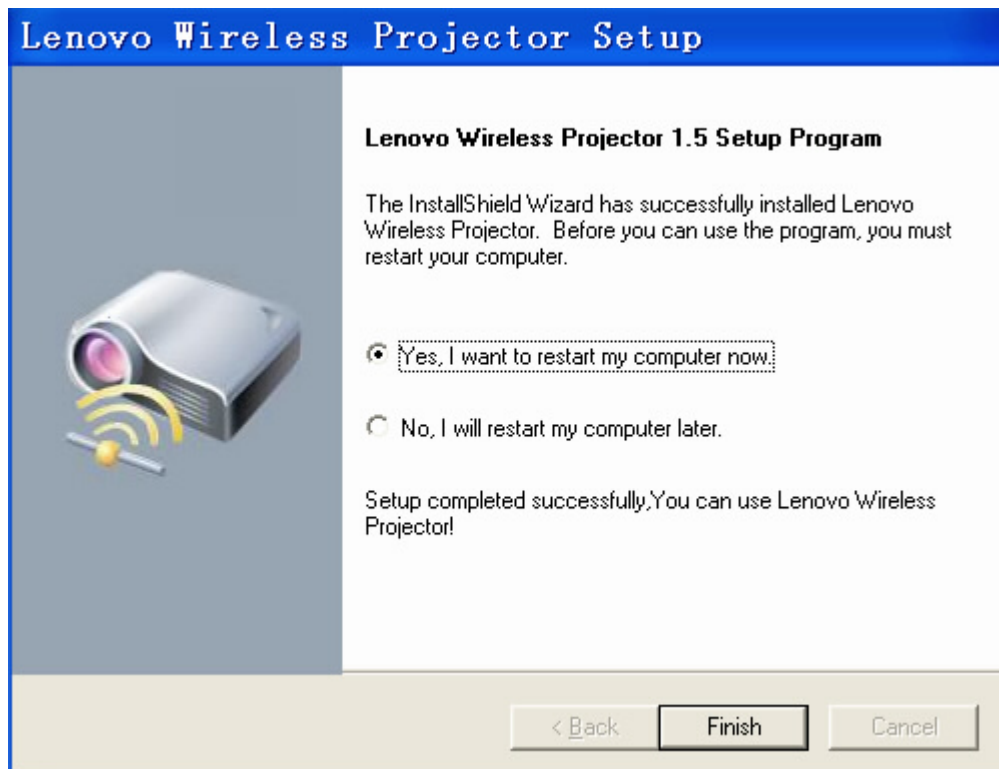 Lenovo Wireless Projector Setup
Lenovo Wireless Projector 1.5 Setup Program
The InstallShield Wizard has successfully installed Lenovo
Wireless Projector.  Before you can use the program, you must
restart your computer.
Yes, I want to restart my computer now.
No, I will restart my computer later.
Setup completed successfully,You can use Lenovo Wireless
Projector!
< Back
Finish
Cancel